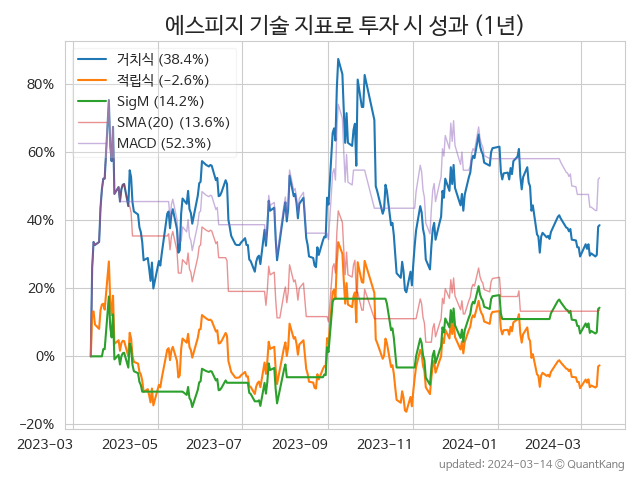 에스피지 기술 지표로 투자 시 성과 (1년)
거치식 (38.4%)
적립식 (−2.6%)
SigM (14.2%)
SMA(20) (13.6%)
MACD (52.3%)
80%
60%
40%
20%
0%
−20%
2023-03 2023-05 2023-07 2023-09 2023-11 2024-01 2024-03
updated: 2024-03-14 © QuantKang